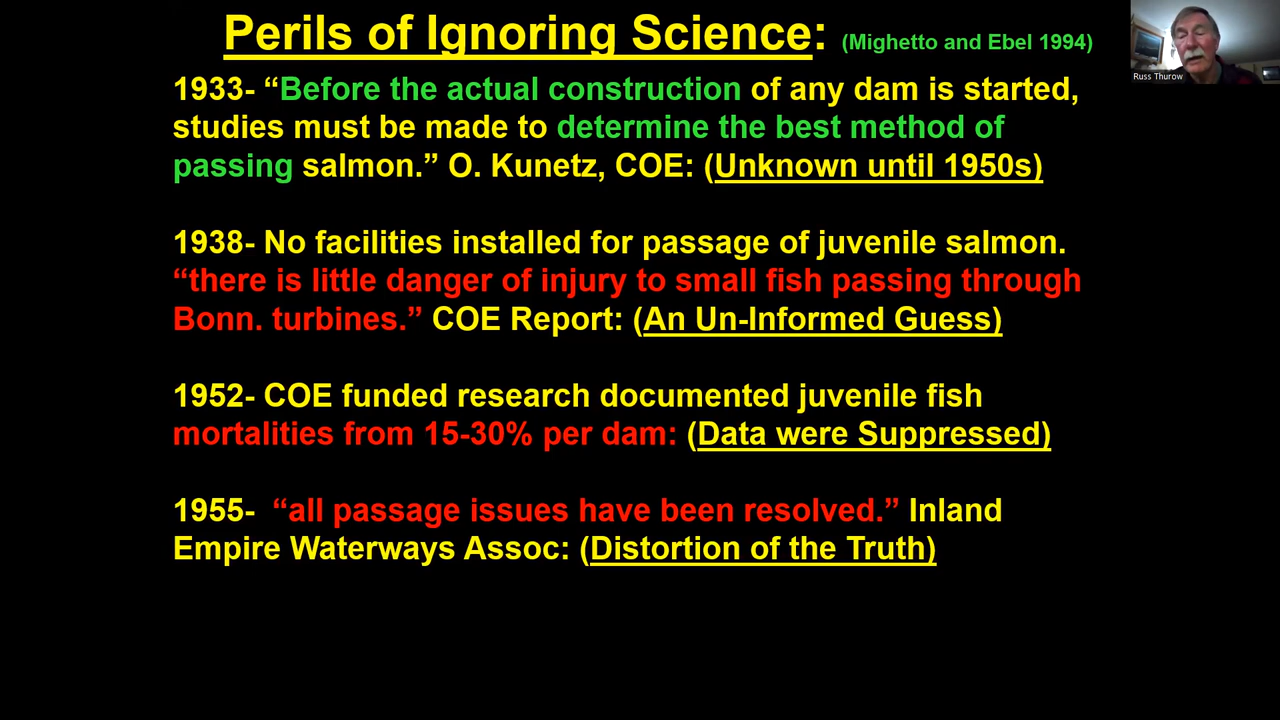 Perils of Ignoring Science: (Mighetto and Ebel 1994)
Russ Thurow
1933- “Before the actual construction of any dam is started,
studies must be made to determine the best method of
passing salmon.” O. Kunetz, COE: (Unknown until 1950s)
1938- No facilities installed for passage of juvenile salmon.
“there is little danger of injury to small fish passing through
Bonn. turbines.” COE Report: (An Un-Informed Guess)
1952- COE funded research documented juvenile fish
mortalities from 15-30% per dam: (Data were Suppressed)
1955- “all passage issues have been resolved.” Inland
Empire Waterways Assoc: (Distortion of the Truth)